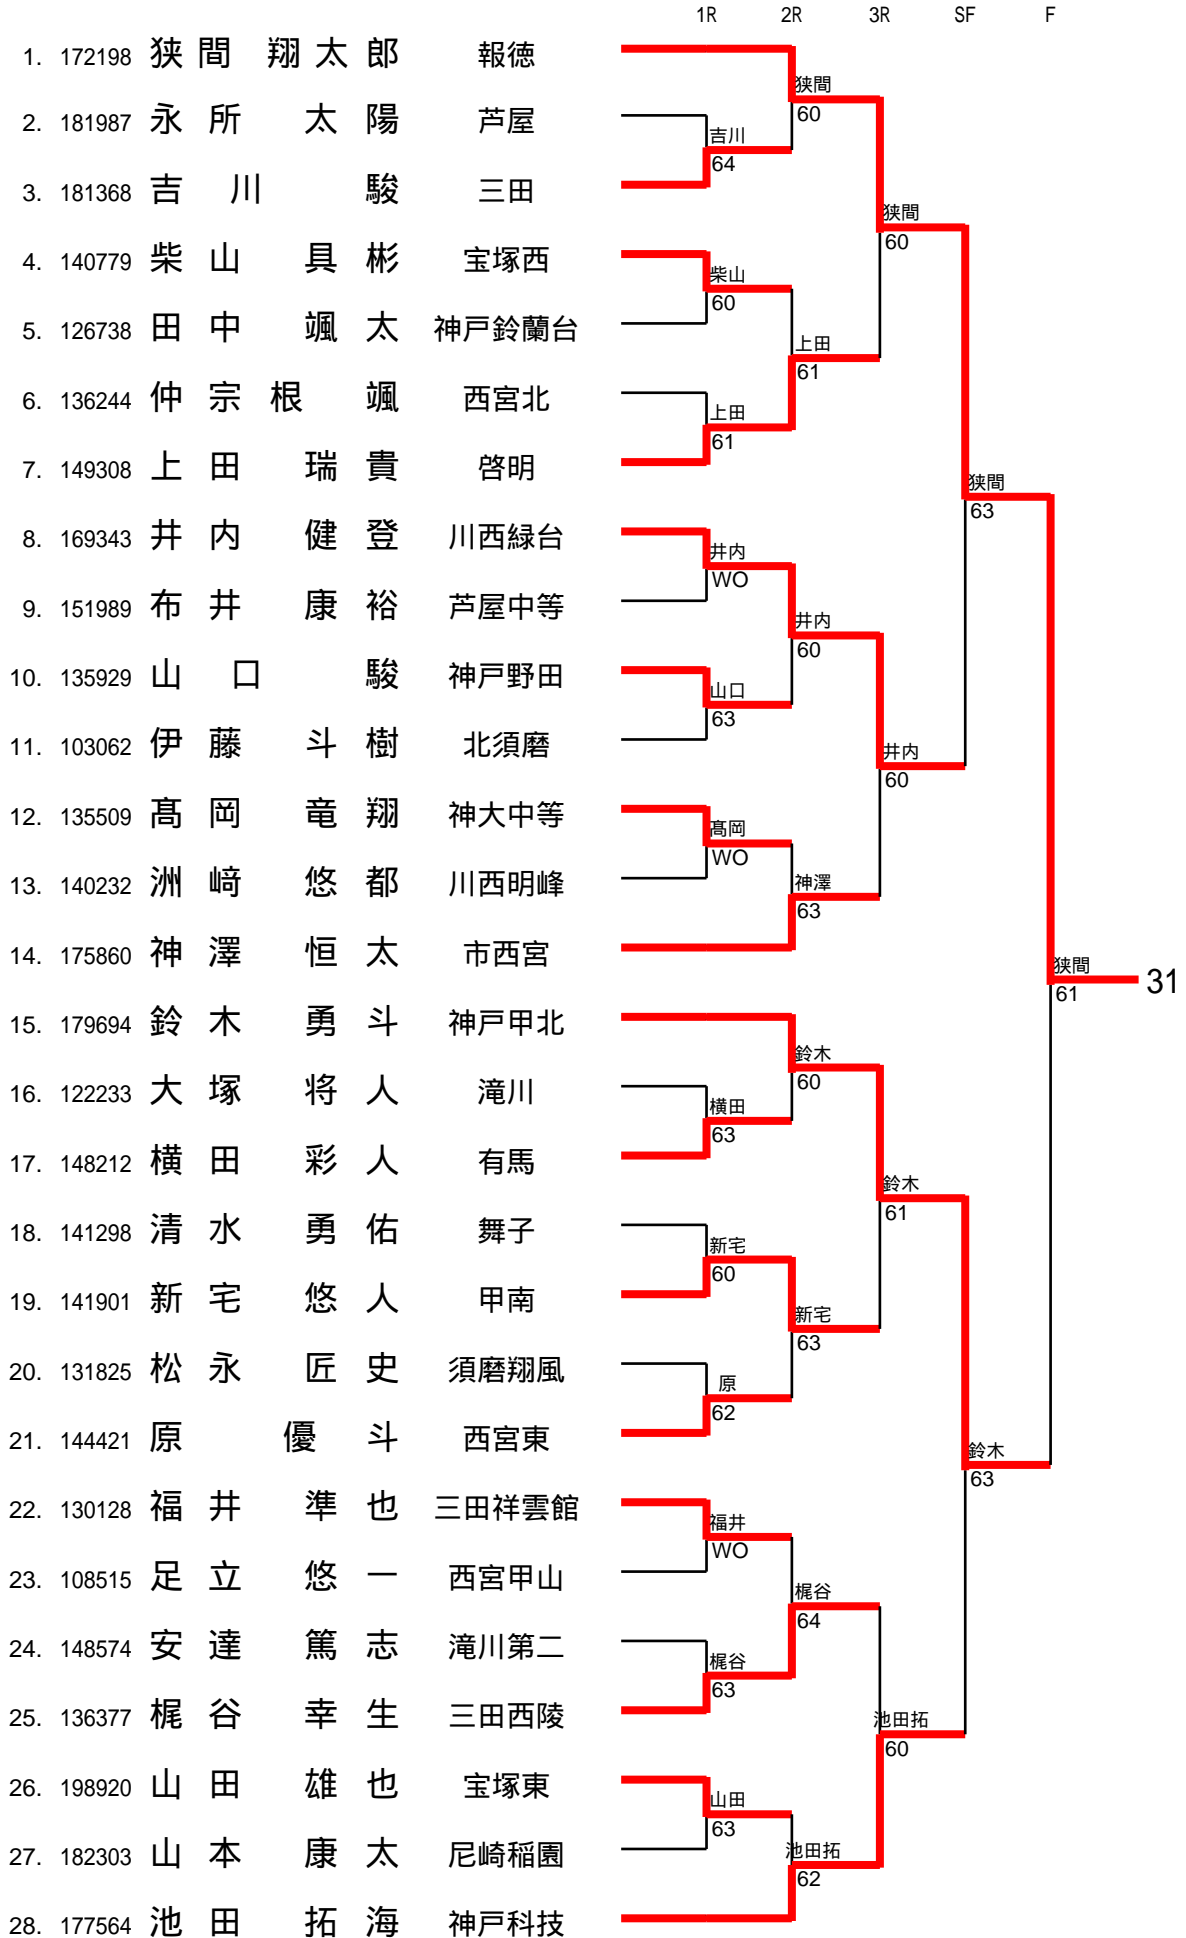 1R 2R 3R SF F
1. 172198 狭間 翔太郎 報徳
狭間
60
2. 181987 永所 太陽 芦屋
吉川
64
3. 181368 吉川 駿 三田
狭間
60
4. 140779 柴山 具彬 宝塚西
柴山
60
5. 126738 田中 颯太 神戸鈴蘭台
上田
61
6. 136244 仲宗根 颯 西宮北
上田
61
7. 149308 上田 瑞貴 啓明
狭間
63
8. 169343 井内 健登 川西緑台
井内
WO
9. 151989 布井 康裕 芦屋中等
井内
60
10. 135929 山口 駿 神戸野田
山口
63
11. 103062 伊藤 斗樹 北須磨
井内
60
12. 135509 髙岡 竜翔 神大中等
髙岡
WO
13. 140232 洲﨑 悠都 川西明峰
神澤
63
14. 175860 神澤 恒太 市西宮
狭間
61
31
15. 179694 鈴木 勇斗 神戸甲北
鈴木
60
16. 122233 大塚 将人 滝川
横田
63
17. 148212 横田 彩人 有馬
鈴木
61
18. 141298 清水 勇佑 舞子
新宅
60
19. 141901 新宅 悠人 甲南
新宅
63
20. 131825 松永 匠史 須磨翔風
原
62
21. 144421 原 優斗 西宮東
鈴木
63
22. 130128 福井 準也 三田祥雲館
福井
WO
23. 108515 足立 悠一 西宮甲山
梶谷
64
24. 148574 安達 篤志 滝川第二
梶谷
63
25. 136377 梶谷 幸生 三田西陵
池田拓
60
26. 198920 山田 雄也 宝塚東
山田
63
27. 182303 山本 康太 尼崎稲園
池田拓
62
28. 177564 池田 拓海 神戸科技